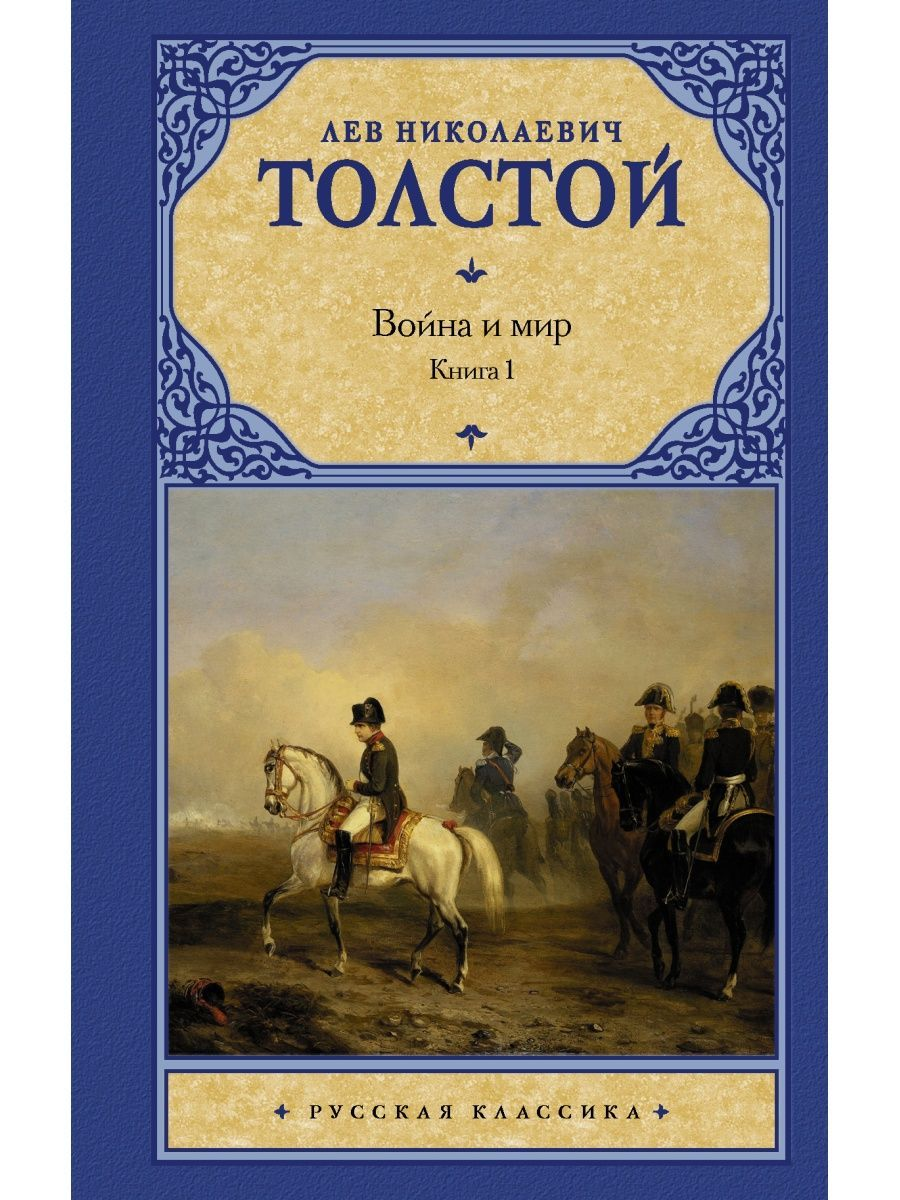 ЛЕВ НИКОЛАЕВИЧ
ТОЛСТОЙ
Война и мир
Книга 1
РУССКАЯ КЛАССИКА